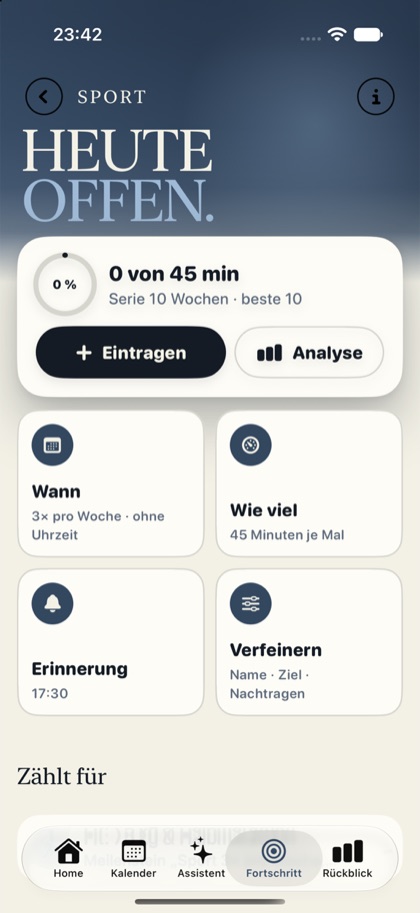 23:42
SPORT
HEUTE
OFFEN.
0 %
0 von 45 min
Serie 10 Wochen · beste 10
Eintragen
Analyse
Wann
3× pro Woche · ohne
Uhrzeit
Wie viel
45 Minuten je Mal
Erinnerung
17:30
Verfeinern
Name · Ziel ·
Nachtragen
Zählt für
Home
Kalender
Assistent
Fortschritt
Rückblick